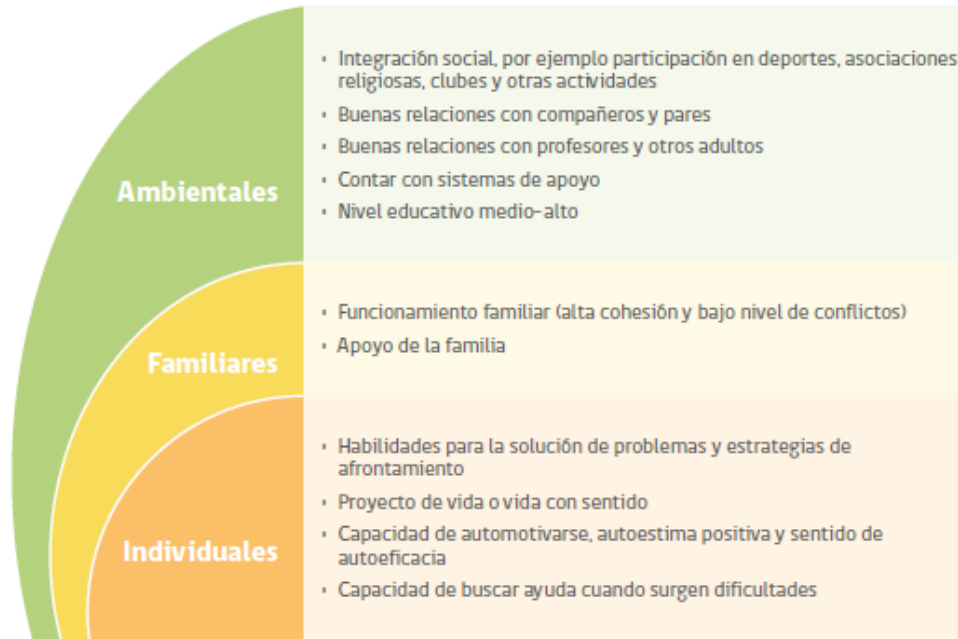 Ambientales
• Integración social, por ejemplo participación en deportes, asociaciones
religiosas, clubes y otras actividades
• Buenas relaciones con compañeros y pares
• Buenas relaciones con profesores y otros adultos
• Contar con sistemas de apoyo
• Nivel educativo medio-alto
Familiares
• Funcionamiento familiar (alta cohesión y bajo nivel de conflictos)
• Apoyo de la familia
Individuales
• Habilidades para la solución de problemas y estrategias de
afrontamiento
• Proyecto de vida o vida con sentido
• Capacidad de automotivarse, autoestima positiva y sentido de
autoeficacia
• Capacidad de buscar ayuda cuando surgen dificultades